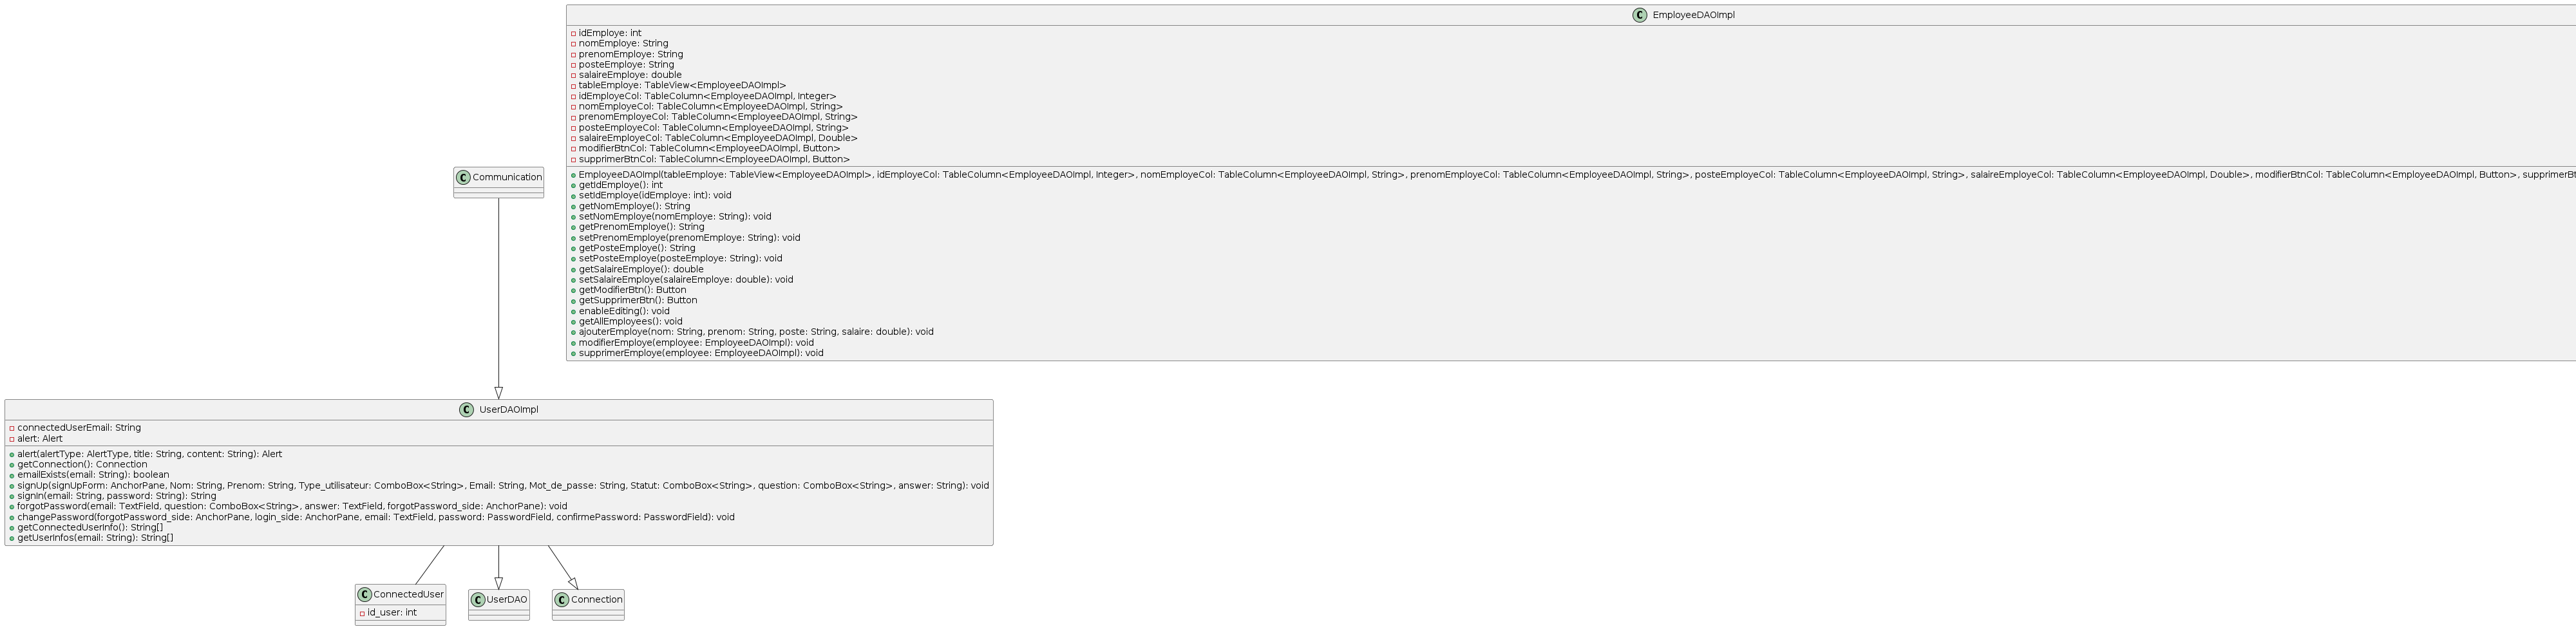 C EmployeeDAOImpl
idEmploye: int
nomEmploye: String
prenomEmploye: String
posteEmploye: String
salaireEmploye: double
tableEmploye: TableView<EmployeeDAOImpl>
idEmployeCol: TableColumn<EmployeeDAOImpl, Integer>
nomEmployeCol: TableColumn<EmployeeDAOImpl, String>
prenomEmployeCol: TableColumn<EmployeeDAOImpl, String>
posteEmployeCol: TableColumn<EmployeeDAOImpl, String>
salaireEmployeCol: TableColumn<EmployeeDAOImpl, Double>
modifierBtnCol: TableColumn<EmployeeDAOImpl, Button>
supprimerBtnCol: TableColumn<EmployeeDAOImpl, Button>
EmployeeDAOImpl(tableEmploye: TableView<EmployeeDAOImpl>, idEmployeCol: TableColumn<EmployeeDAOImpl, Integer>, nomEmployeCol: TableColumn<EmployeeDAOImpl, String>, prenomEmployeCol: TableColumn<EmployeeDAOImpl, String>, posteEmployeCol: TableColumn<EmployeeDAOImpl, String>, salaireEmployeCol: TableColumn<EmployeeDAOImpl, Double>, modifierBtnCol: TableColumn<EmployeeDAOImpl, Button>,
getIdEmploye(): int
setIdEmploye(idEmploye: int): void
getNomEmploye(): String
setNomEmploye(nomEmploye: String): void
getPrenomEmploye(): String
setPrenomEmploye(prenomEmploye: String): void
getPosteEmploye(): String
setPosteEmploye(posteEmploye: String): void
getSalaireEmploye(): double
setSalaireEmploye(salaireEmploye: double): void
getModifierBtn(): Button
getSupprimerBtn(): Button
enableEditing(): void
getAllEmployees(): void
ajouterEmploye(nom: String, prenom: String, poste: String, salaire: double): void
modifierEmploye(employee: EmployeeDAOImpl): void
supprimerEmploye(employee: EmployeeDAOImpl): void
C Communication
C UserDAOImpl
connectedUserEmail: String
alert: Alert
alert(alertType: AlertType, title: String, content: String): Alert
getConnection(): Connection
emailExists(email: String): boolean
signUp(signUpForm: AnchorPane, Nom: String, Prenom: String, Type_utilisateur: ComboBox<String>, Email: String, Mot_de_passe: String, Statut: ComboBox<String>, question: ComboBox<String>, answer: String): void
signIn(email: String, password: String): String
forgotPassword(email: TextField, question: ComboBox<String>, answer: TextField, forgotPassword_side: AnchorPane): void
changePassword(forgotPassword_side: AnchorPane, login_side: AnchorPane, email: TextField, password: PasswordField, confirmePassword: PasswordField): void
getConnectedUserInfo(): String[]
getUserInfos(email: String): String[]
C ConnectedUser
id_user: int
C UserDAO
C Connection